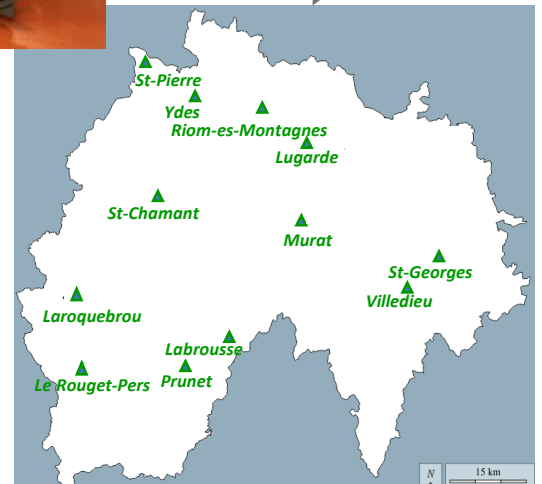 St-Pierre
Ydes
Riom-es-Montagnes
Lugarde
St-Chamant
Murat
St-Georges
Villedieu
Laroquebrou
Labrousse
Le Rouget-Pers
Prunet
N
15 km